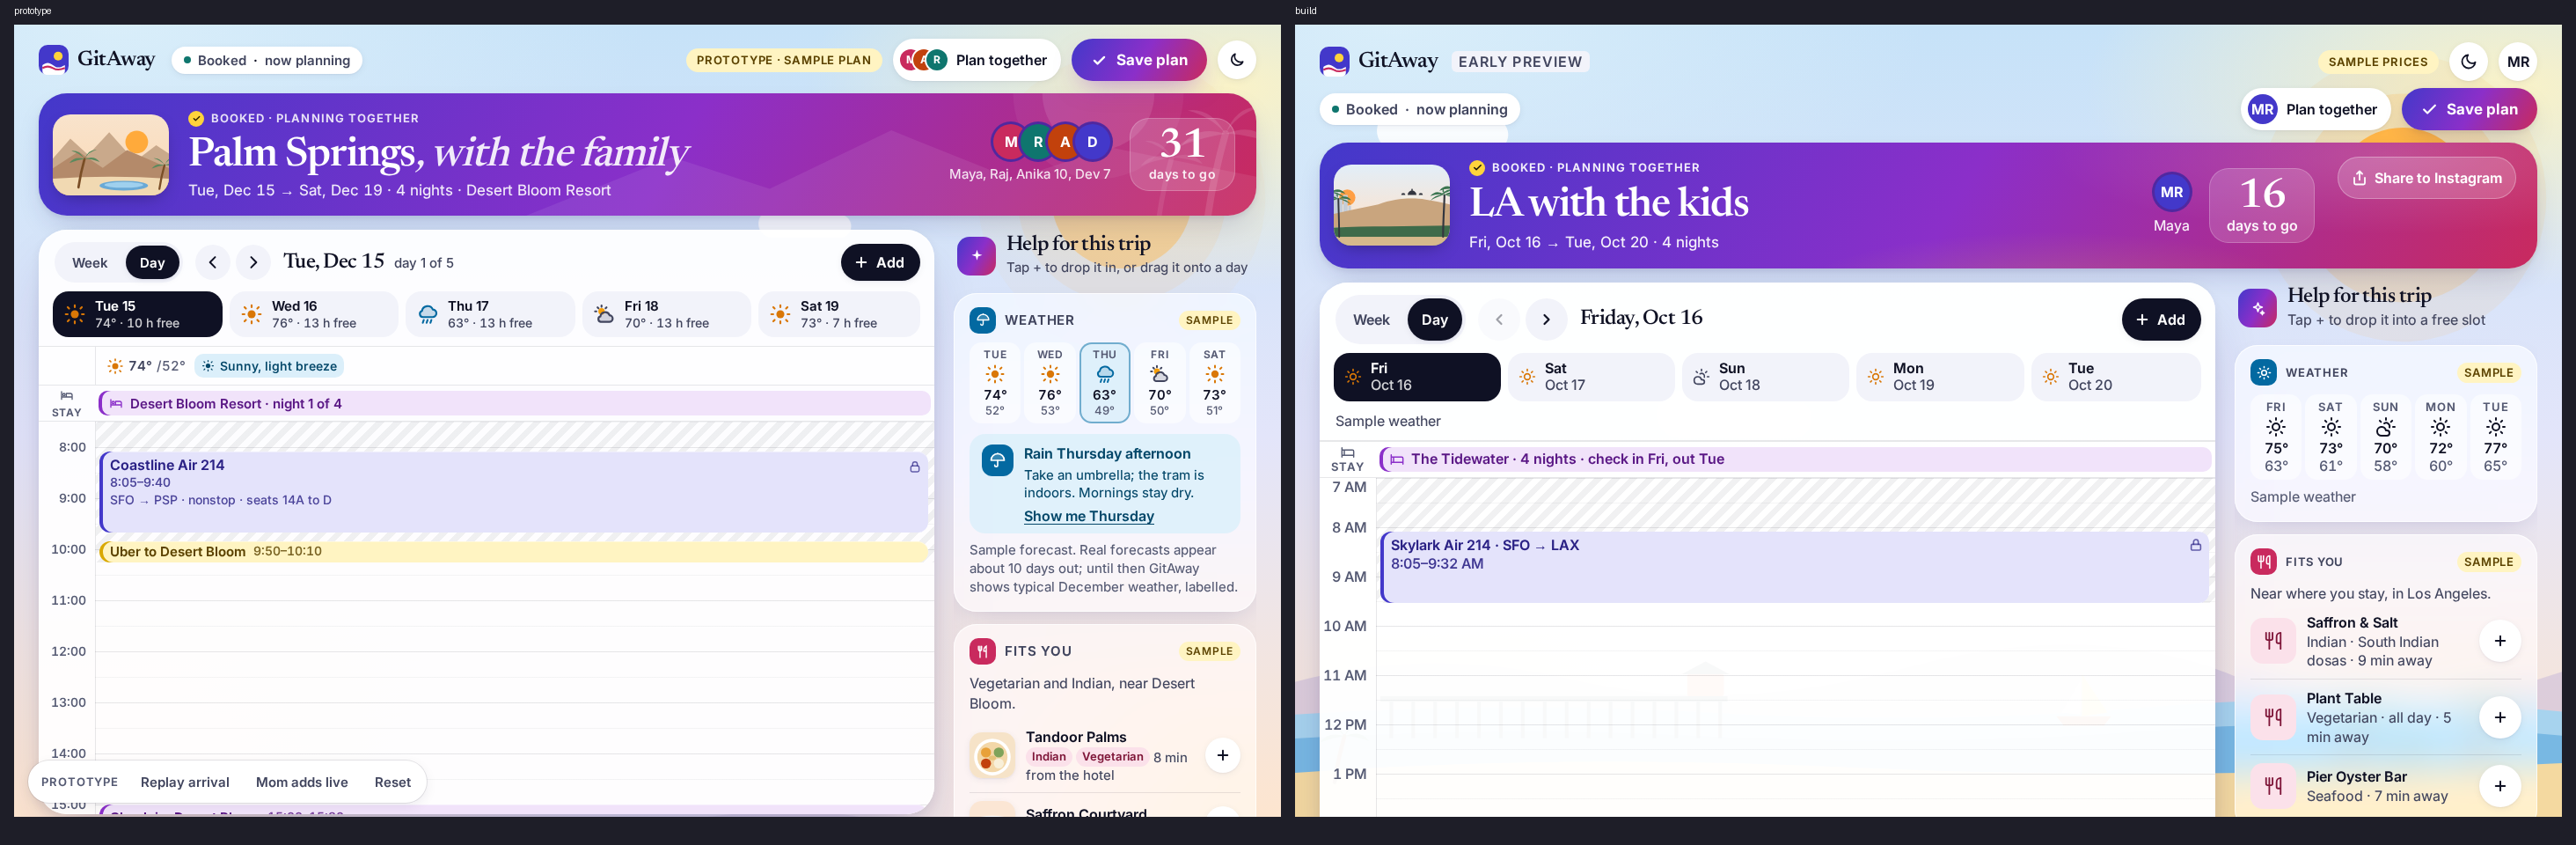 prototype
GitAway
Booked · now planning
PROTOTYPE · SAMPLE PLAN
R
Plan together
Save plan
BOOKED · PLANNING TOGETHER
Palm Springs, with the family
Tue, Dec 15 → Sat, Dec 19 · 4 nights · Desert Bloom Resort
M R A D
Maya, Raj, Anika 10, Dev 7
31
days to go
Week Day
Tue, Dec 15 day 1 of 5
+ Add
Tue 15
74° · 10 h free
Wed 16
76° · 13 h free
Thu 17
63° · 13 h free
Fri 18
70° · 13 h free
Sat 19
73° · 7 h free
74° /52° Sunny, light breeze
STAY
Desert Bloom Resort · night 1 of 4
8:00
Coastline Air 214
8:05–9:40
SFO → PSP · nonstop · seats 14A to D
9:00
Uber to Desert Bloom 9:50–10:10
10:00
11:00
12:00
13:00
14:00
15:00
PROTOTYPE Replay arrival Mom adds live Reset
Help for this trip
Tap + to drop it in, or drag it onto a day
WEATHER SAMPLE
TUE WED THU FRI SAT
74° 76° 63° 70° 73°
52° 53° 49° 50° 51°
Rain Thursday afternoon
Take an umbrella; the tram is
indoors. Mornings stay dry.
Show me Thursday
Sample forecast. Real forecasts appear
about 10 days out; until then GitAway
shows typical December weather, labelled.
FITS YOU SAMPLE
Vegetarian and Indian, near Desert
Bloom.
Tandoor Palms
Indian Vegetarian 8 min
from the hotel
+
Saffron Courtyard
build
GitAway EARLY PREVIEW
SAMPLE PRICES
MR
Booked · now planning
MR Plan together
Save plan
BOOKED · PLANNING TOGETHER
LA with the kids
Fri, Oct 16 → Tue, Oct 20 · 4 nights
MR
Maya
16
days to go
Share to Instagram
Week Day
Friday, Oct 16
+ Add
Fri
Oct 16
Sat
Oct 17
Sun
Oct 18
Mon
Oct 19
Tue
Oct 20
Sample weather
STAY
The Tidewater · 4 nights · check in Fri, out Tue
7 AM
8 AM
Skylark Air 214 · SFO → LAX
8:05–9:32 AM
9 AM
10 AM
11 AM
12 PM
1 PM
Help for this trip
Tap + to drop it into a free slot
WEATHER SAMPLE
FRI SAT SUN MON TUE
75° 73° 70° 72° 77°
63° 61° 58° 60° 65°
Sample weather
FITS YOU SAMPLE
Near where you stay, in Los Angeles.
Saffron & Salt
Indian · South Indian
dosas · 9 min away
+
Plant Table
Vegetarian · all day · 5
min away
+
Pier Oyster Bar
Seafood · 7 min away
+